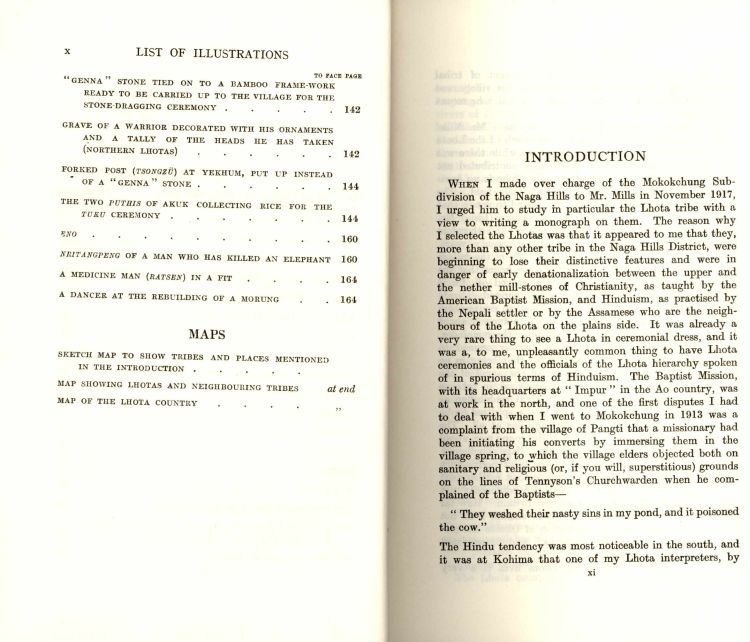 x LIST OF ILLUSTRATIONS
TO FACE PAGE
"GENNA" STONE TIED ON TO A BAMBOO FRAME-WORK
READY TO BE CARRIED UP TO THE VILLAGE FOR THE
STONE-DRAGGING CEREMONY . . . . . 142
GRAVE OF A WARRIOR DECORATED WITH HIS ORNAMENTS
AND A TALLY OF THE HEADS HE HAS TAKEN
(NORTHERN LHOTAS) . . . . . . 142
FORKED POST (TSONGZÜ) AT YEKHUM, PUT UP INSTEAD
OF A "GENNA" STONE . . . . . . 144
THE TWO PUTHIS OF AKUK COLLECTING RICE FOR THE
TUKU CEREMONY . . . . . . . 144
ENO . . . . . . . . . . 160
NRITANGPENG OF A MAN WHO HAS KILLED AN ELEPHANT 160
A MEDICINE MAN (RATSEN) IN A FIT . . . . 164
A DANCER AT THE REBUILDING OF A MORUNG . . 164
MAPS
SKETCH MAP TO SHOW TRIBES AND PLACES MENTIONED
IN THE INTRODUCTION . . . . .
MAP SHOWING LHOTAS AND NEIGHBOURING TRIBES at end
MAP OF THE LHOTA COUNTRY . . . . „
INTRODUCTION
WHEN I made over charge of the Mokokchung Sub-
division of the Naga Hills to Mr. Mills in November 1917,
I urged him to study in particular the Lhota tribe with a
view to writing a monograph on them. The reason why
I selected the Lhotas was that it appeared to me that they,
more than any other tribe in the Naga Hills District, were
beginning to lose their distinctive features and were in
danger of early denationalization between the upper and
the nether mill-stones of Christianity, as taught by the
American Baptist Mission, and Hinduism, as practised by
the Nepali settler or by the Assamese who are the neigh-
bours of the Lhota on the plains side. It was already a
very rare thing to see a Lhota in ceremonial dress, and it
was a, to me, unpleasantly common thing to have Lhota
ceremonies and the officials of the Lhota hierarchy spoken
of in spurious terms of Hinduism. The Baptist Mission,
with its headquarters at "Impur" in the Ao country, was
at work in the north, and one of the first disputes I had
to deal with when I went to Mokokchung in 1913 was a
complaint from the village of Pangti that a missionary had
been initiating his converts by immersing them in the
village spring, to which the village elders objected both on
sanitary and religious (or, if you will, superstitious) grounds
on the lines of Tennyson's Churchwarden when he com-
plained of the Baptists—
"They weshed their nasty sins in my pond, and it poisoned
the cow."
The Hindu tendency was most noticeable in the south, and
it was at Kohima that one of my Lhota interpreters, by
xi